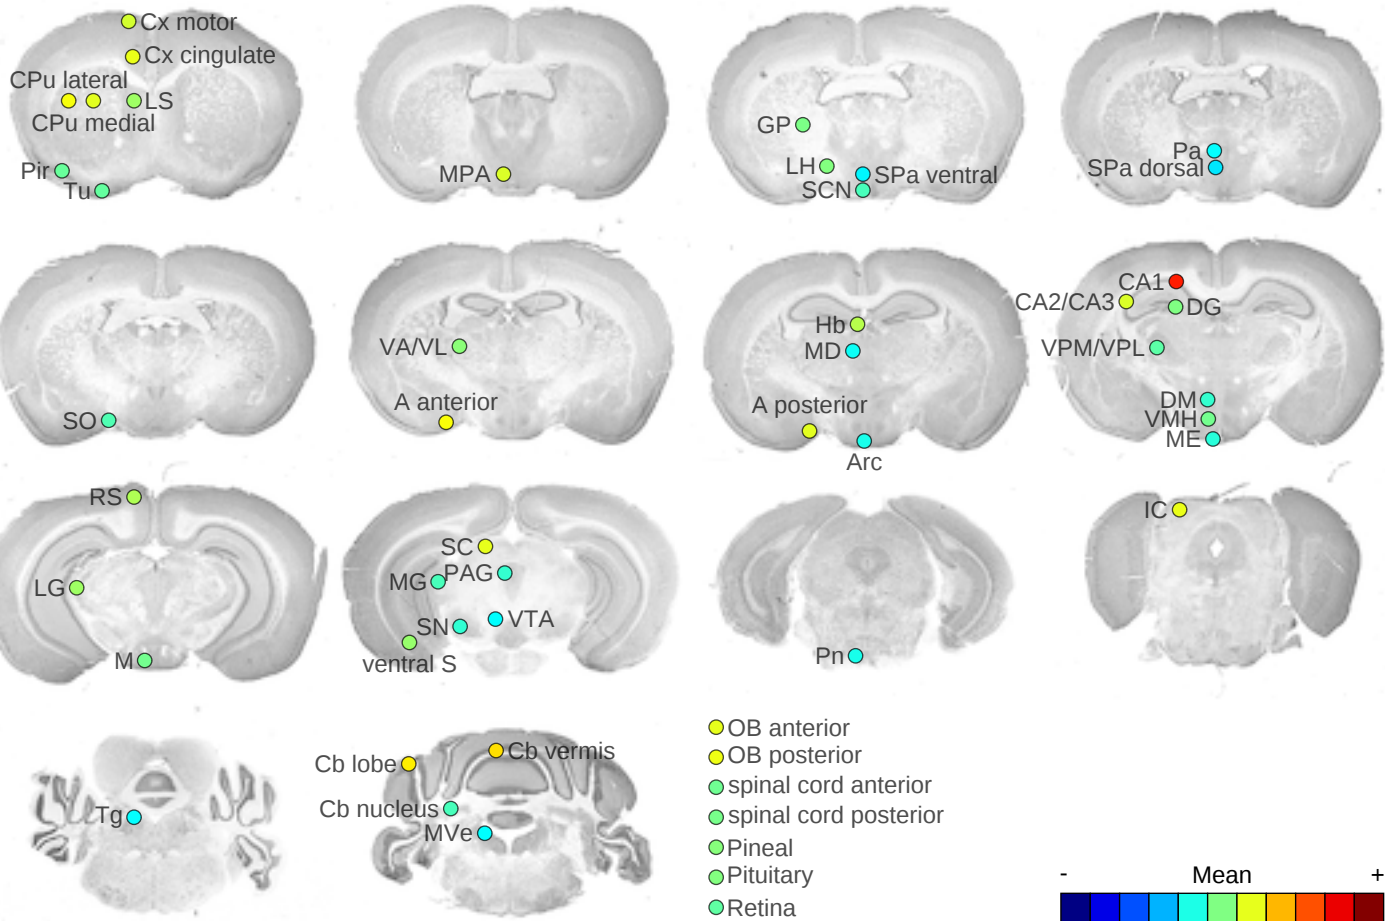 Cx motor
Cx cingulate
CPu lateral
LS
CPu medial
Pir
Tu
MPA
GP
LH
SPa ventral
SCN
Pa
SPa dorsal
SO
VA/VL
A anterior
Hb
MD
A posterior
Arc
CA1
CA2/CA3
DG
VPM/VPL
DM
VMH
ME
RS
LG
M
SC
MG PAG
SN VTA
ventral S
Pn
IC
Tg
Cb lobe Cb vermis
Cb nucleus
MVe
OB anterior
OB posterior
spinal cord anterior
spinal cord posterior
Pineal
Pituitary
Retina
- Mean +